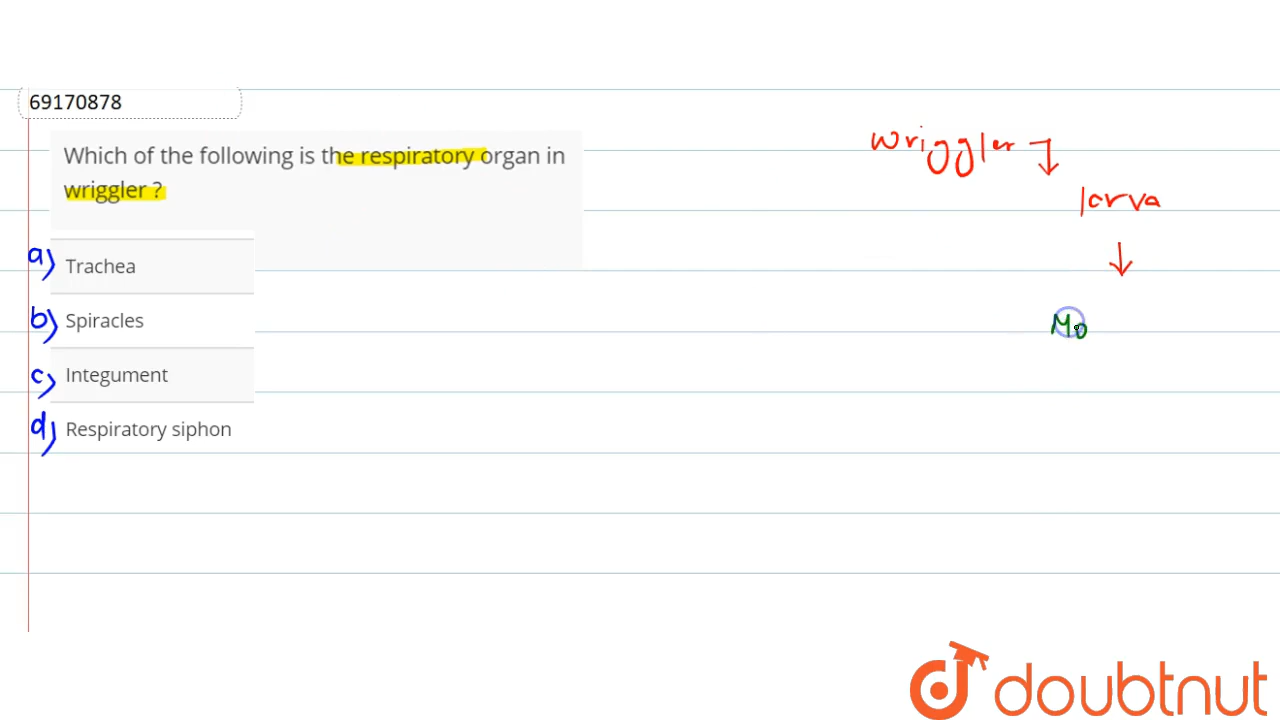 69170878
Which of the following is the respiratory organ in
wriggler ?
a) Trachea
b) Spiracles
c) Integument
d) Respiratory siphon
wriggler
larva
Mo
doubtnut